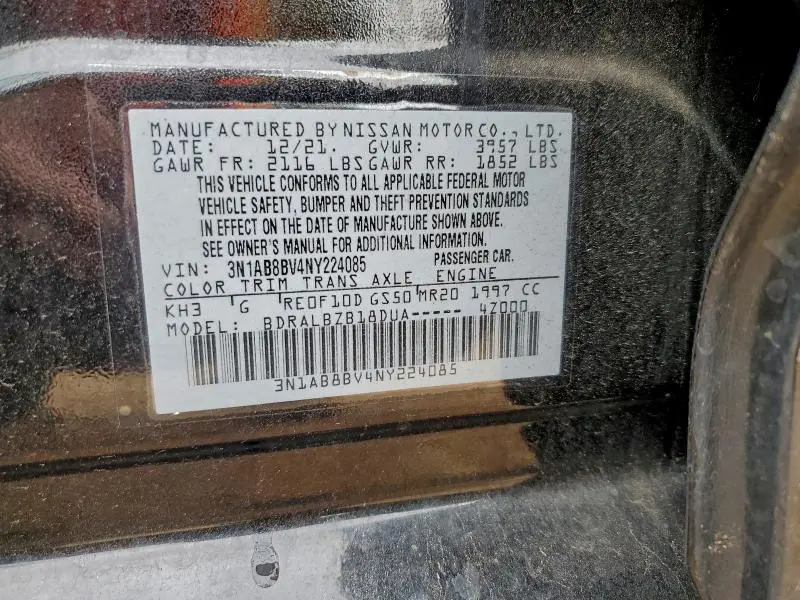 MANUFACTURED BY NISSAN MOTOR CO., LTD.
DATE: 12/21. GVWR: 3957 LBS
GAWR FR: 2116 LBS GAWR RR: 1852 LBS
THIS VEHICLE CONFORMS TO ALL APPLICABLE FEDERAL MOTOR
VEHICLE SAFETY, BUMPER AND THEFT PREVENTION STANDARDS
IN EFFECT ON THE DATE OF MANUFACTURE SHOWN ABOVE.
SEE OWNER'S MANUAL FOR ADDITIONAL INFORMATION.
VIN: 3N1AB8BV4NY224085 PASSENGER CAR.
COLOR TRIM TRANS AXLE ENGINE
KH3 G RE0F10D GS50 MR20 1997 CC
MODEL: BDRALBZB18DUA----- 4Z000
3N1AB8BV4NY224085